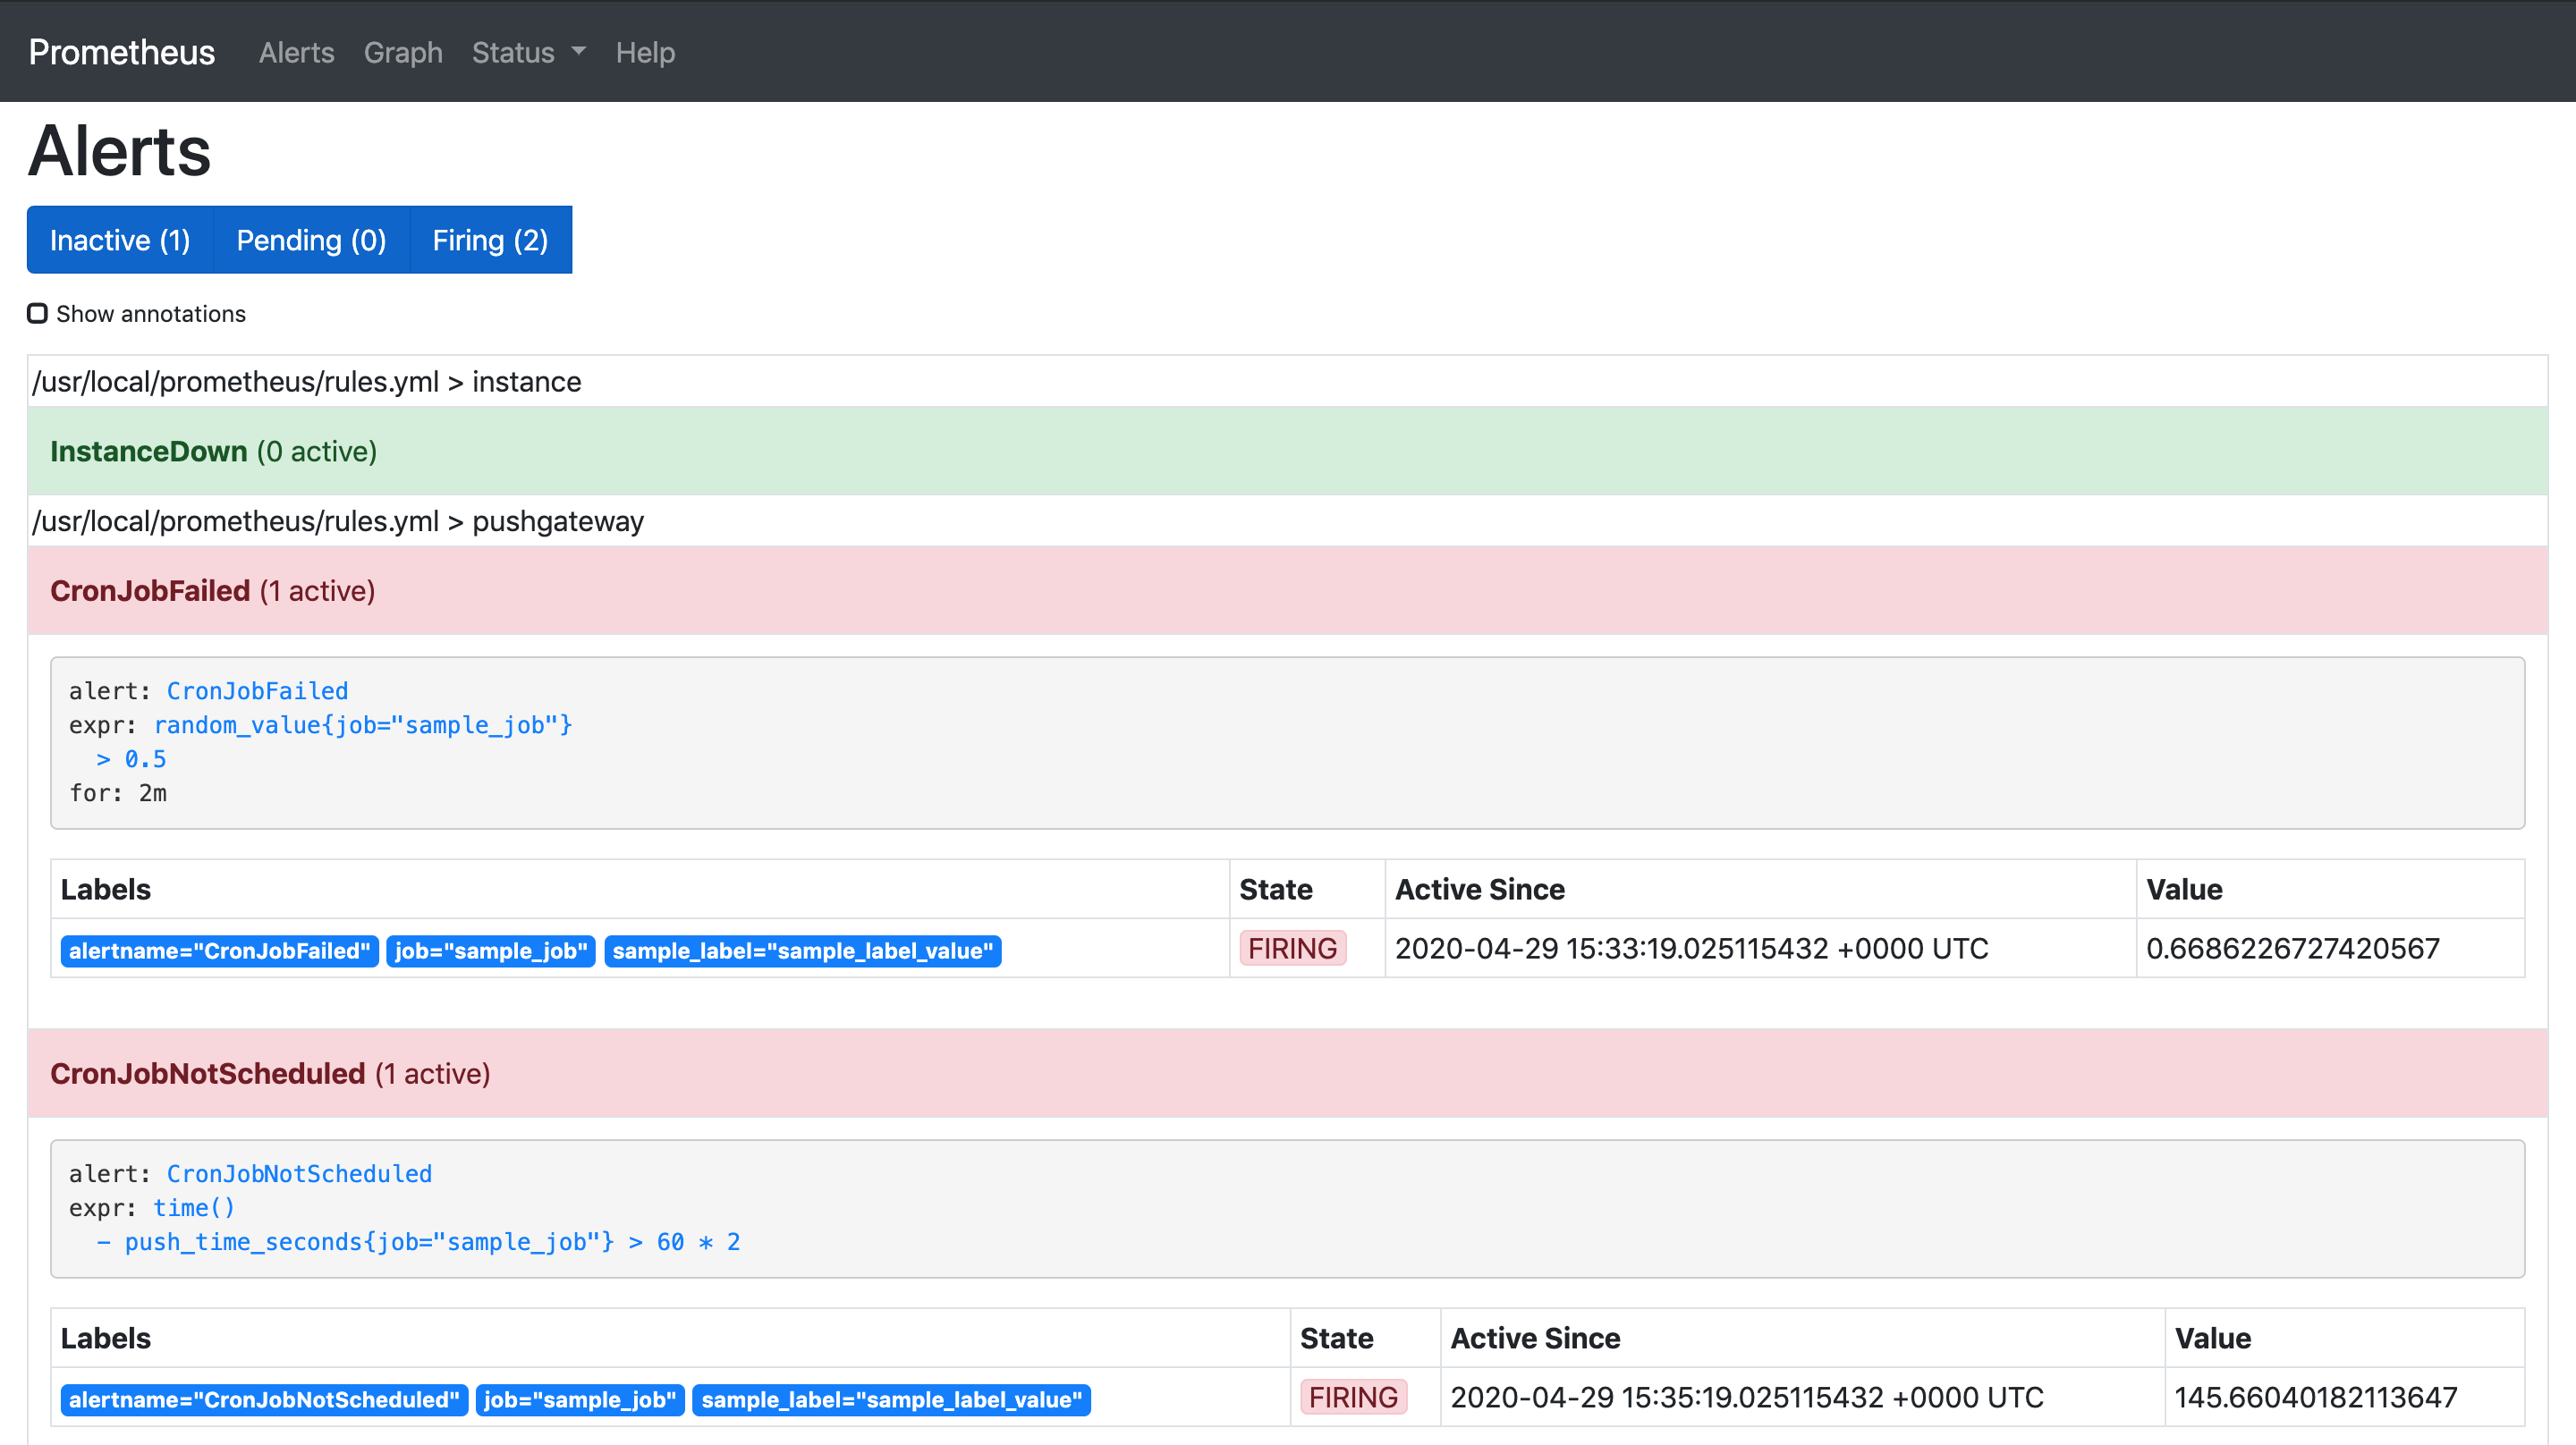 Prometheus Alerts Graph Status Help
Alerts
Inactive (1) Pending (0) Firing (2)
Show annotations
/usr/local/prometheus/rules.yml > instance
InstanceDown (0 active)
/usr/local/prometheus/rules.yml > pushgateway
CronJobFailed (1 active)
alert: CronJobFailed
expr: random_value{job="sample_job"}
> 0.5
for: 2m
Labels State Active Since Value
alertname="CronJobFailed" job="sample_job" sample_label="sample_label_value" FIRING 2020-04-29 15:33:19.025115432 +0000 UTC 0.6686226727420567
CronJobNotScheduled (1 active)
alert: CronJobNotScheduled
expr: time()
- push_time_seconds{job="sample_job"} > 60 * 2
Labels State Active Since Value
alertname="CronJobNotScheduled" job="sample_job" sample_label="sample_label_value" FIRING 2020-04-29 15:35:19.025115432 +0000 UTC 145.66040182113647